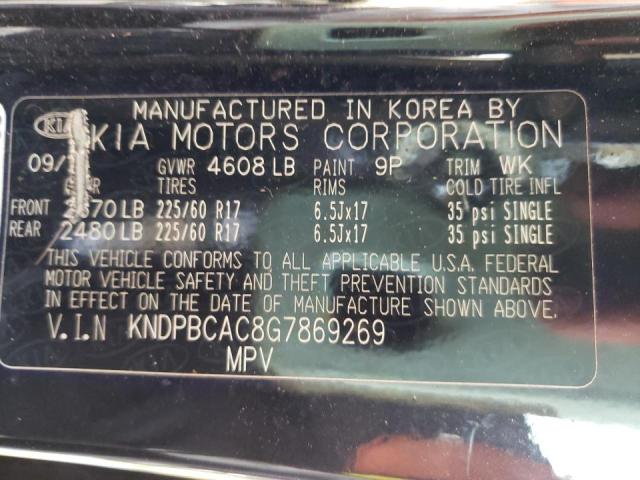 MANUFACTURED IN KOREA BY
KIA KIA MOTORS CORPORATION
09/ GVWR 4608 LB PAINT 9P TRIM WK
TIRES RIMS COLD TIRE INFL
FRONT LB 225/60 R17 6.5Jx17 35 psi SINGLE
REAR 2480 LB 225/60 R17 6.5Jx17 35 psi SINGLE
THIS VEHICLE CONFORMS TO ALL APPLICABLE U.S.A. FEDERAL
MOTOR VEHICLE SAFETY AND THEFT PREVENTION STANDARDS
IN EFFECT ON THE DATE OF MANUFACTURE SHOWN ABOVE.
V.I.N KNDPBCAC8G7869269
MPV